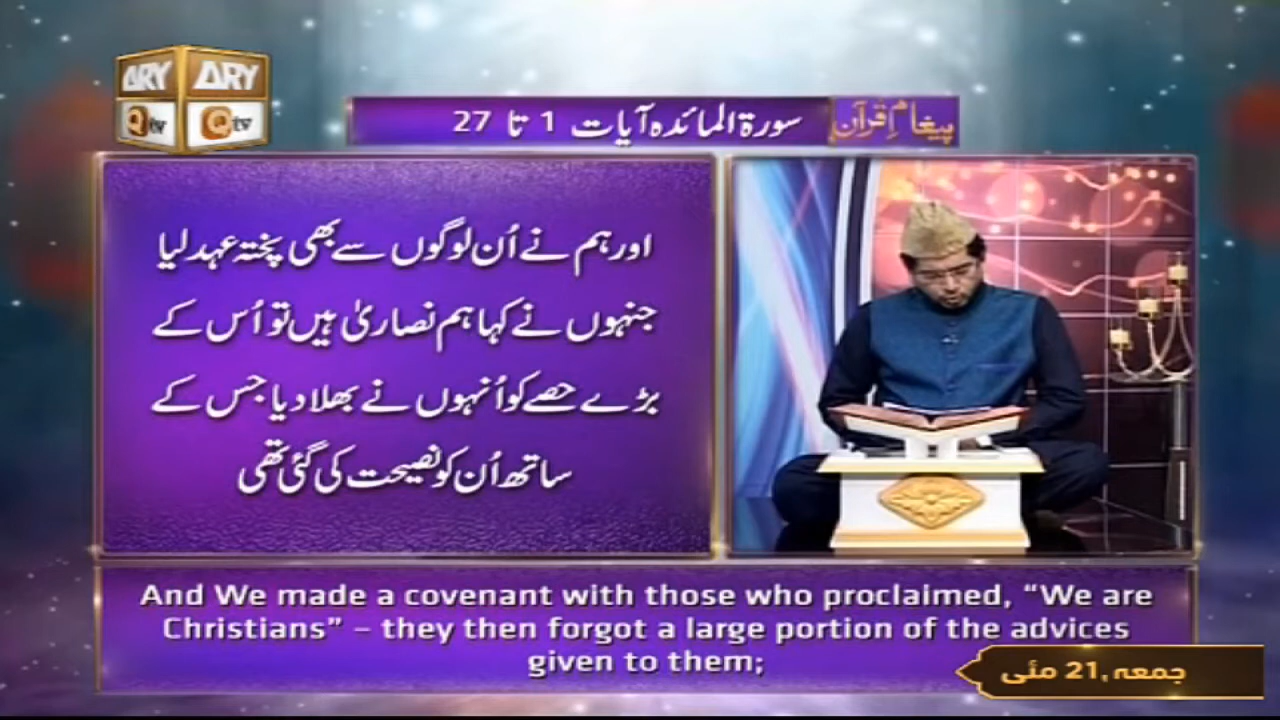 ARY ARY
Qtv Qtv
پیغامِ قرآن
سورۃ المائدہ آیات 1 تا 27
اور ہم نے اُن لوگوں سے بھی پختہ عہد لیا
جنہوں نے کہا ہم نصاریٰ ہیں تو اُس کے
بڑے حصے کو اُنہوں نے بھلا دیا جس کے
ساتھ اُن کو نصیحت کی گئی تھی
And We made a covenant with those who proclaimed, “We are
Christians” – they then forgot a large portion of the advices
given to them;
جمعہ, 21 مئی